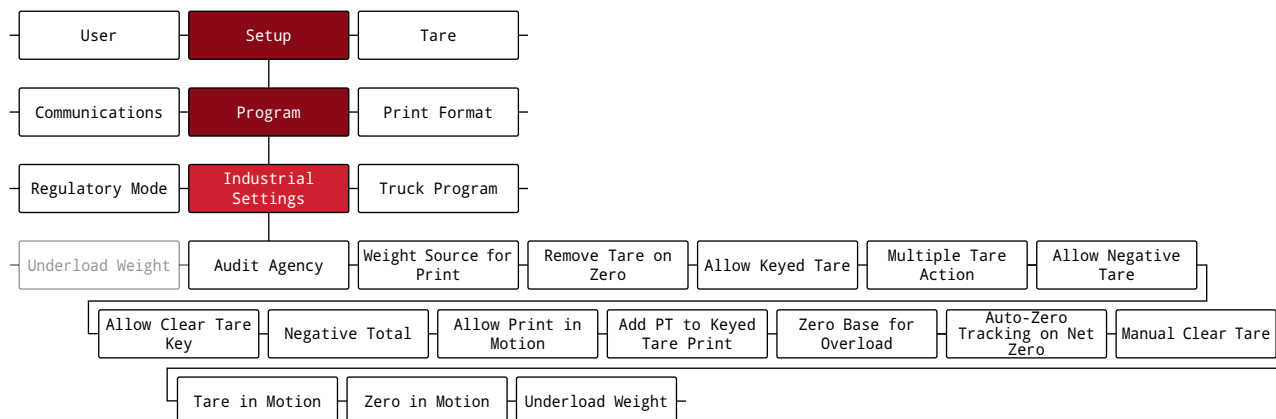 User
Setup
Tare
Communications
Program
Print Format
Regulatory Mode
Industrial
Settings
Truck Program
Underload Weight
Audit Agency
Weight Source for
Print
Remove Tare on
Zero
Allow Keyed Tare
Multiple Tare
Action
Allow Negative
Tare
Allow Clear Tare
Key
Negative Total
Allow Print in
Motion
Add PT to Keyed
Tare Print
Zero Base for
Overload
Auto-Zero
Tracking on Net
Zero
Manual Clear Tare
Tare in Motion
Zero in Motion
Underload Weight